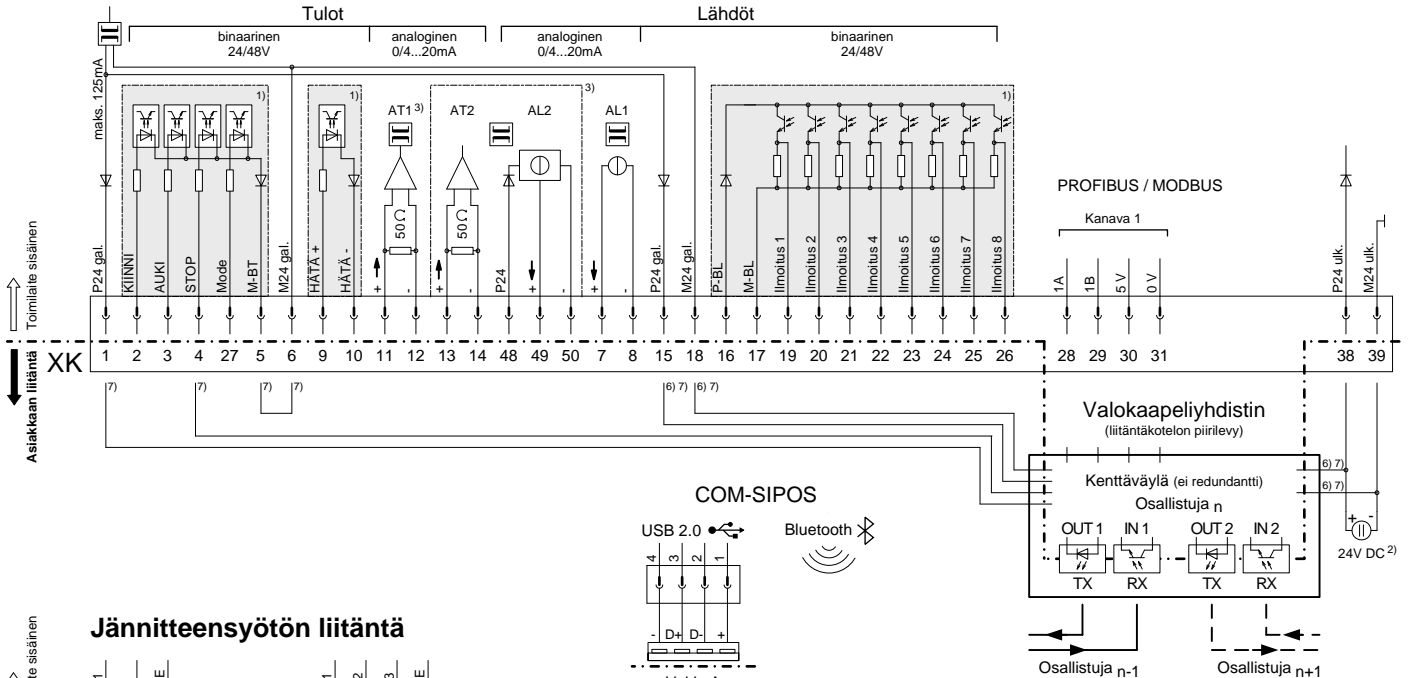 Tulot
Lähdöt
binaarinen
24/48V
analoginen
0/4...20mA
analoginen
0/4...20mA
binaarinen
24/48V
maks. 125mA
1)
1)
AT1 3)
AT2
AL2
3)
AL1
1)
50Ω
50Ω
PROFIBUS / MODBUS
Kanava 1
Toimilaite sisäinen
Asiakkaan liitäntä
P24 gal.
KIINNI
AUKI
STOP
Mode
M-BT
M24 gal.
HÄTÄ +
HÄTÄ -
+ -
+ -
P24
+ -
+ -
P24 gal.
M24 gal.
P-BL
M-BL
Ilmoitus 1
Ilmoitus 2
Ilmoitus 3
Ilmoitus 4
Ilmoitus 5
Ilmoitus 6
Ilmoitus 7
Ilmoitus 8
1A
1B
5 V
0 V
P24 ulk.
M24 ulk.
XK
1 2 3 4 27 5 6 9 10 11 12 13 14 48 49 50 7 8 15 18 16 17 19 20 21 22 23 24 25 26 28 29 30 31 38 39
7) 7) 7) 7) 6) 7) 6) 7)
Valokaapeliyhdistin
(liitäntäkotelon piirilevy)
Kenttäväylä (ei redundantti)
Osallistuja n
6) 7)
6) 7)
OUT 1 IN 1 OUT 2 IN 2
TX RX TX RX
+ -
24V DC 2)
Osallistuja n-1
Osallistuja n+1
COM-SIPOS
USB 2.0
Bluetooth
4 3 2 1
- D+ D- +
Jännitteensyötön liitäntä